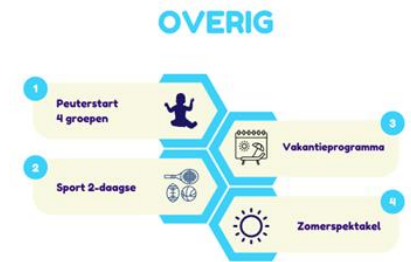 OVERIG
1
Peuterstart
4 groepen
2
Sport 2-daagse
3
Vakantieprogramma
4
Zomerspektakel